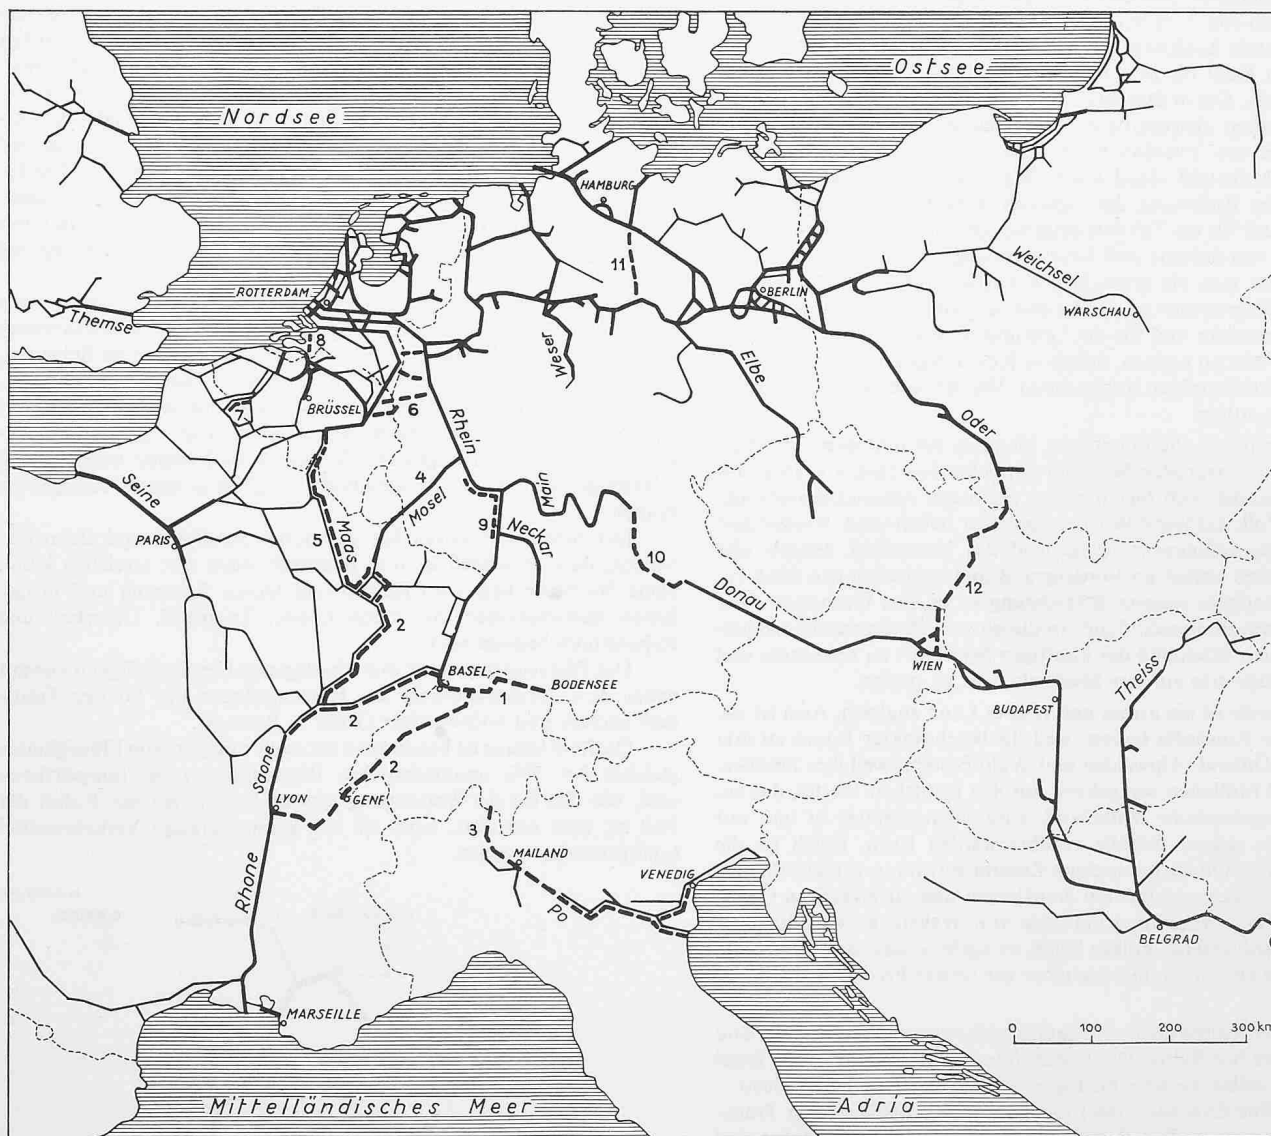 Ostsee
Nordsee
HAMBURG
11
ROTTERDAM
BERLIN
Weichsel
WARSCHAU
Themse
8
Weser
Elbe
7
BRÜSSEL
6
Rhein
Oder
Seine
4
Mosel
Main
PARIS
5
Maas
9
Neckar
10
12
Donau
2
WIEN
Theiss
BASEL
1
BODENSEE
BUDAPEST
2
2
Saone
LYON
GENF
3
MAILAND
VENEDIG
Rhone
Po
BELGRAD
MARSEILLE
0 100 200 300 km
Mittelländisches Meer
Adria